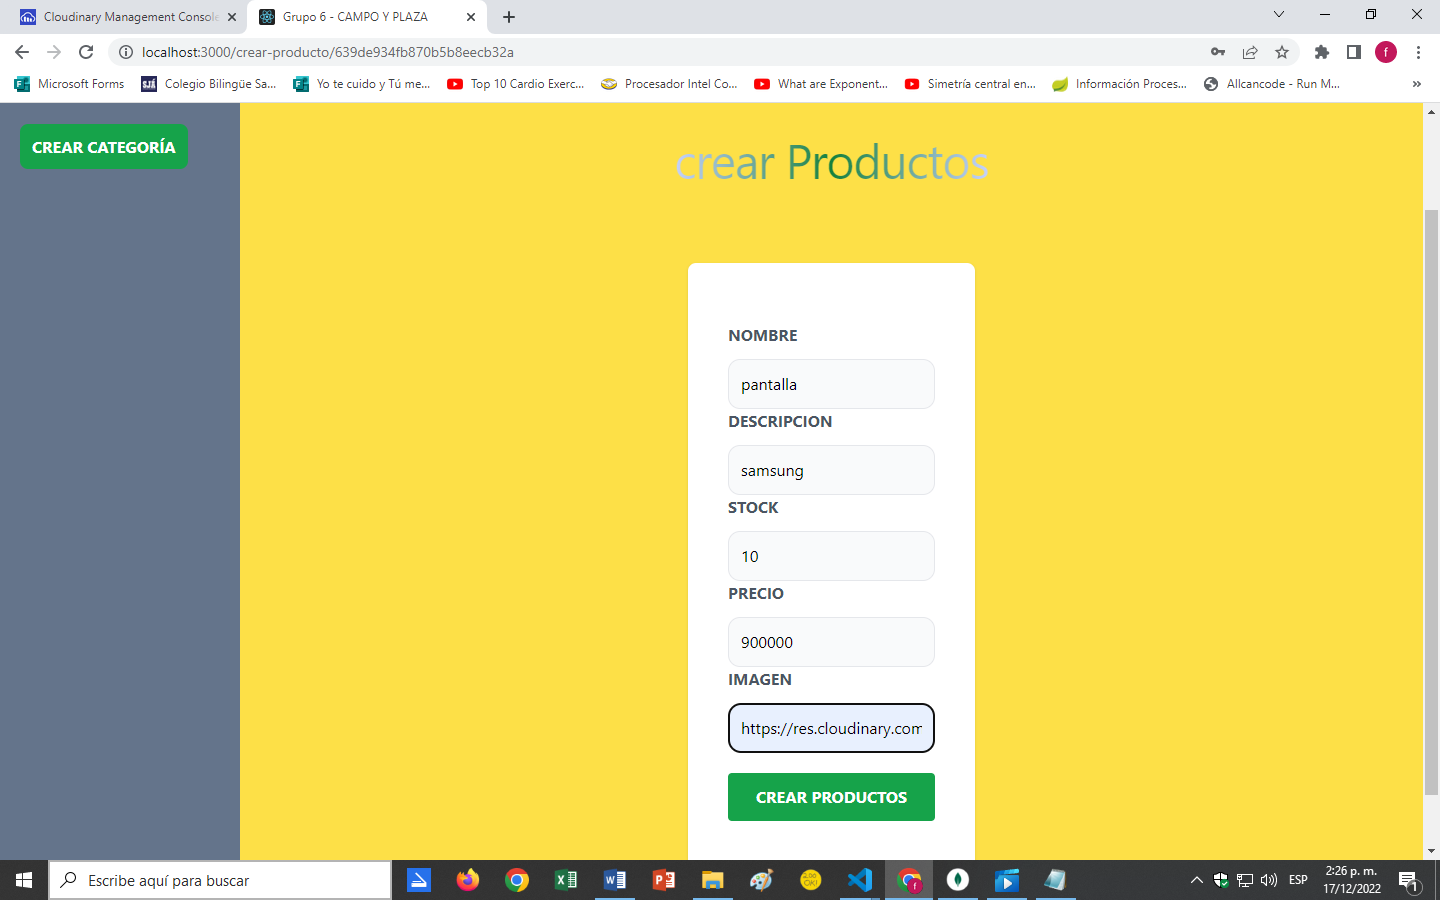 Cloudinary Management Console
Grupo 6 - CAMPO Y PLAZA
localhost:3000/crear-producto/639de934fb870b5b8eecb32a
f
Microsoft Forms
Colegio Bilingüe Sa...
Yo te cuido y Tú me...
Top 10 Cardio Exerc...
Procesador Intel Co...
What are Exponent...
Simetría central en...
Información Proces...
Allcancode - Run M...
»
CREAR CATEGORÍA
crear Productos
NOMBRE
pantalla
DESCRIPCION
samsung
STOCK
10
PRECIO
900000
IMAGEN
https://res.cloudinary.com
CREAR PRODUCTOS
Escribe aquí para buscar
ESP
2:26 p. m.
17/12/2022
1